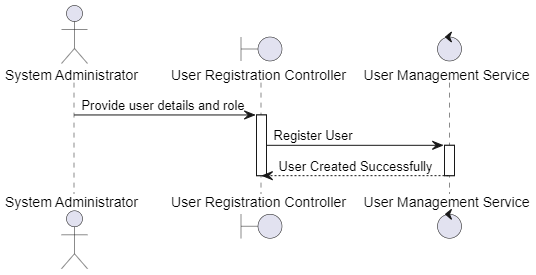 System Administrator
User Registration Controller
User Management Service
Provide user details and role
Register User
User Created Successfully
System Administrator
User Registration Controller
User Management Service